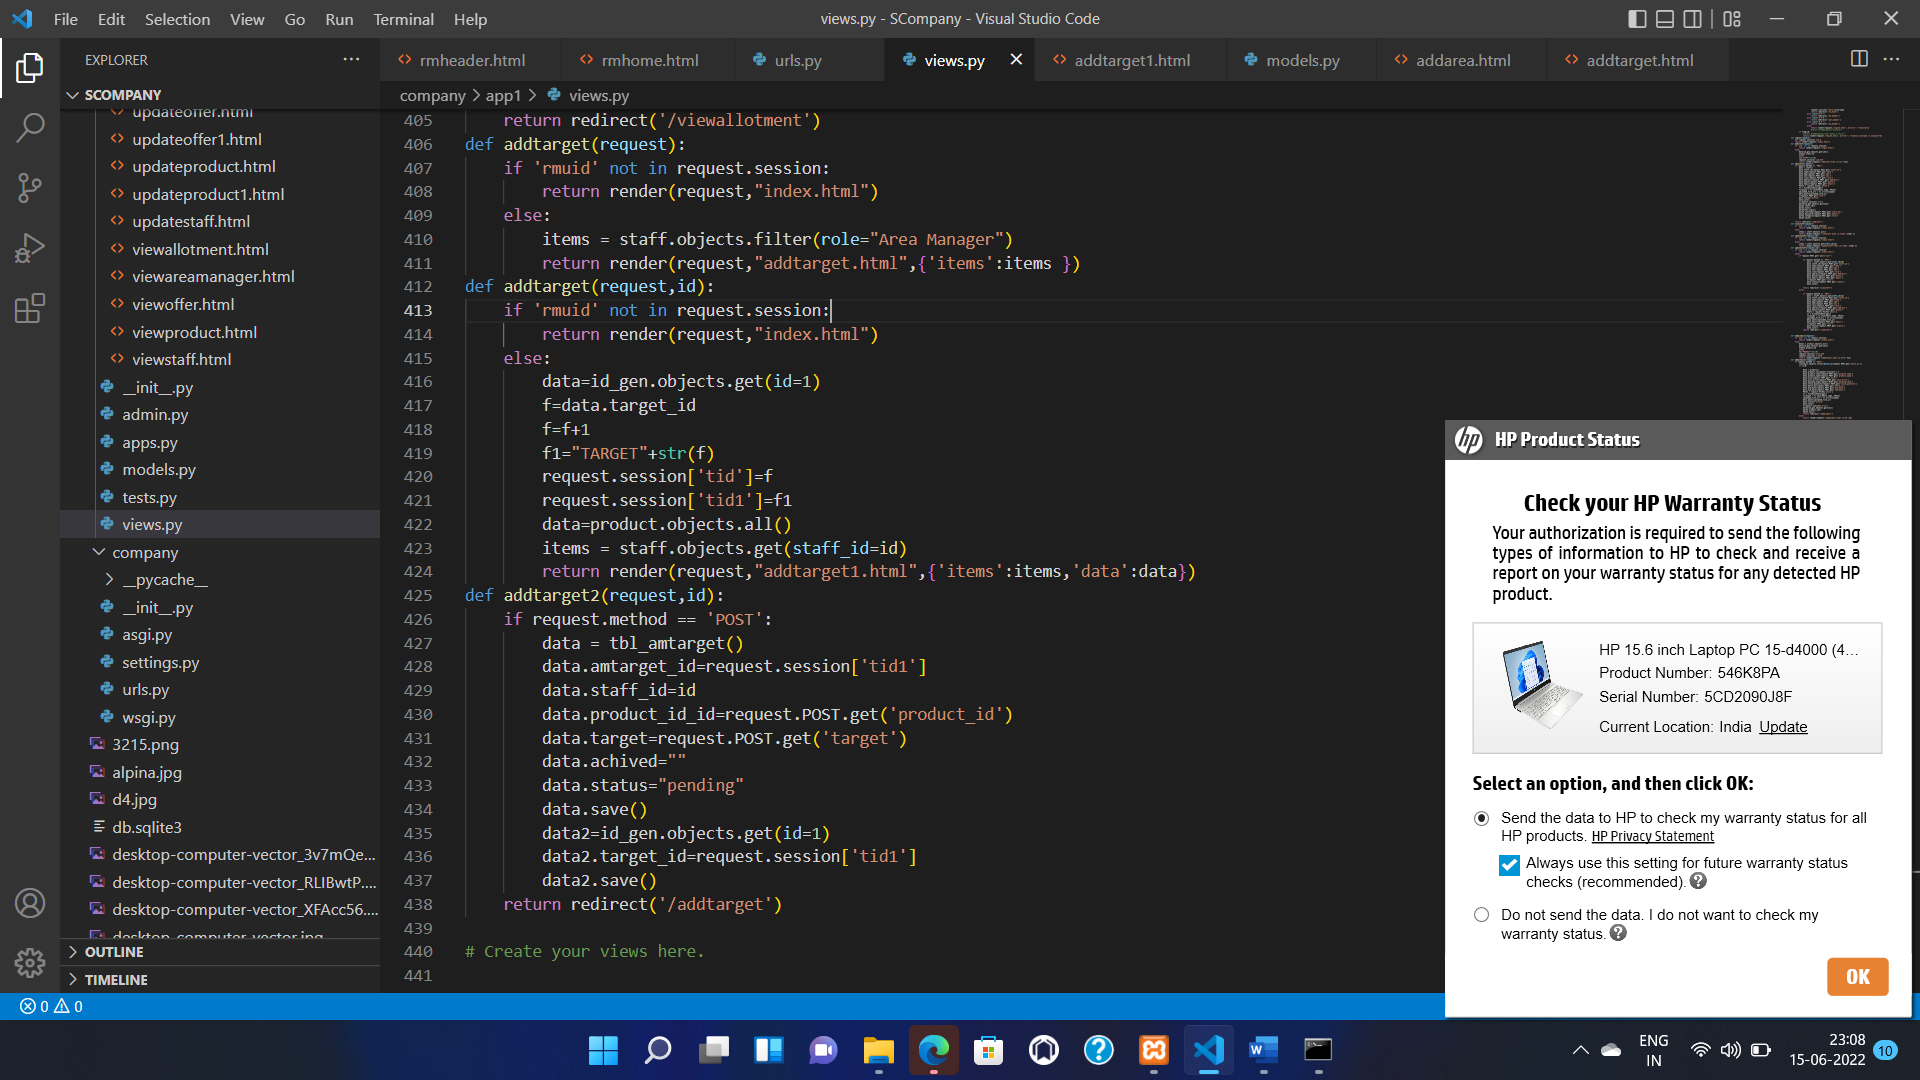 File Edit Selection View Go Run Terminal Help
views.py - SCompany - Visual Studio Code
EXPLORER
SCOMPANY
updateoffer.html
updateoffer1.html
updateproduct.html
updateproduct1.html
updatestaff.html
viewallotment.html
viewareamanager.html
viewoffer.html
viewproduct.html
viewstaff.html
__init__.py
admin.py
apps.py
models.py
tests.py
views.py
company
__pycache__
__init__.py
asgi.py
settings.py
urls.py
wsgi.py
3215.png
alpina.jpg
d4.jpg
db.sqlite3
desktop-computer-vector_3v7mQe...
desktop-computer-vector_RLIBwtP....
desktop-computer-vector_XFAcc56....
desktop-computer-vector.jpg
OUTLINE
TIMELINE
rmheader.html rmhome.html urls.py views.py addtarget1.html models.py addarea.html addtarget.html
company > app1 > views.py
405 return redirect('/viewallotment')
406 def addtarget(request):
407 if 'rmuid' not in request.session:
408 return render(request,"index.html")
409 else:
410 items = staff.objects.filter(role="Area Manager")
411 return render(request,"addtarget.html",{'items':items })
412 def addtarget(request,id):
413 if 'rmuid' not in request.session:
414 return render(request,"index.html")
415 else:
416 data=id_gen.objects.get(id=1)
417 f=data.target_id
418 f=f+1
419 f1="TARGET"+str(f)
420 request.session['tid']=f
421 request.session['tid1']=f1
422 data=product.objects.all()
423 items = staff.objects.get(staff_id=id)
424 return render(request,"addtarget1.html",{'items':items,'data':data})
425 def addtarget2(request,id):
426 if request.method == 'POST':
427 data = tbl_amtarget()
428 data.amtarget_id=request.session['tid1']
429 data.staff_id=id
430 data.product_id_id=request.POST.get('product_id')
431 data.target=request.POST.get('target')
432 data.achived=""
433 data.status="pending"
434 data.save()
435 data2=id_gen.objects.get(id=1)
436 data2.target_id=request.session['tid1']
437 data2.save()
438 return redirect('/addtarget')
439
440 # Create your views here.
441
hp HP Product Status
Check your HP Warranty Status
Your authorization is required to send the following
types of information to HP to check and receive a
report on your warranty status for any detected HP
product.
HP 15.6 inch Laptop PC 15-d4000 (4...
Product Number: 546K8PA
Serial Number: 5CD2090J8F
Current Location: India Update
Select an option, and then click OK:
Send the data to HP to check my warranty status for all
HP products. HP Privacy Statement
Always use this setting for future warranty status
checks (recommended). ?
Do not send the data. I do not want to check my
warranty status. ?
OK
0 0
ENG
IN
23:08
15-06-2022
10